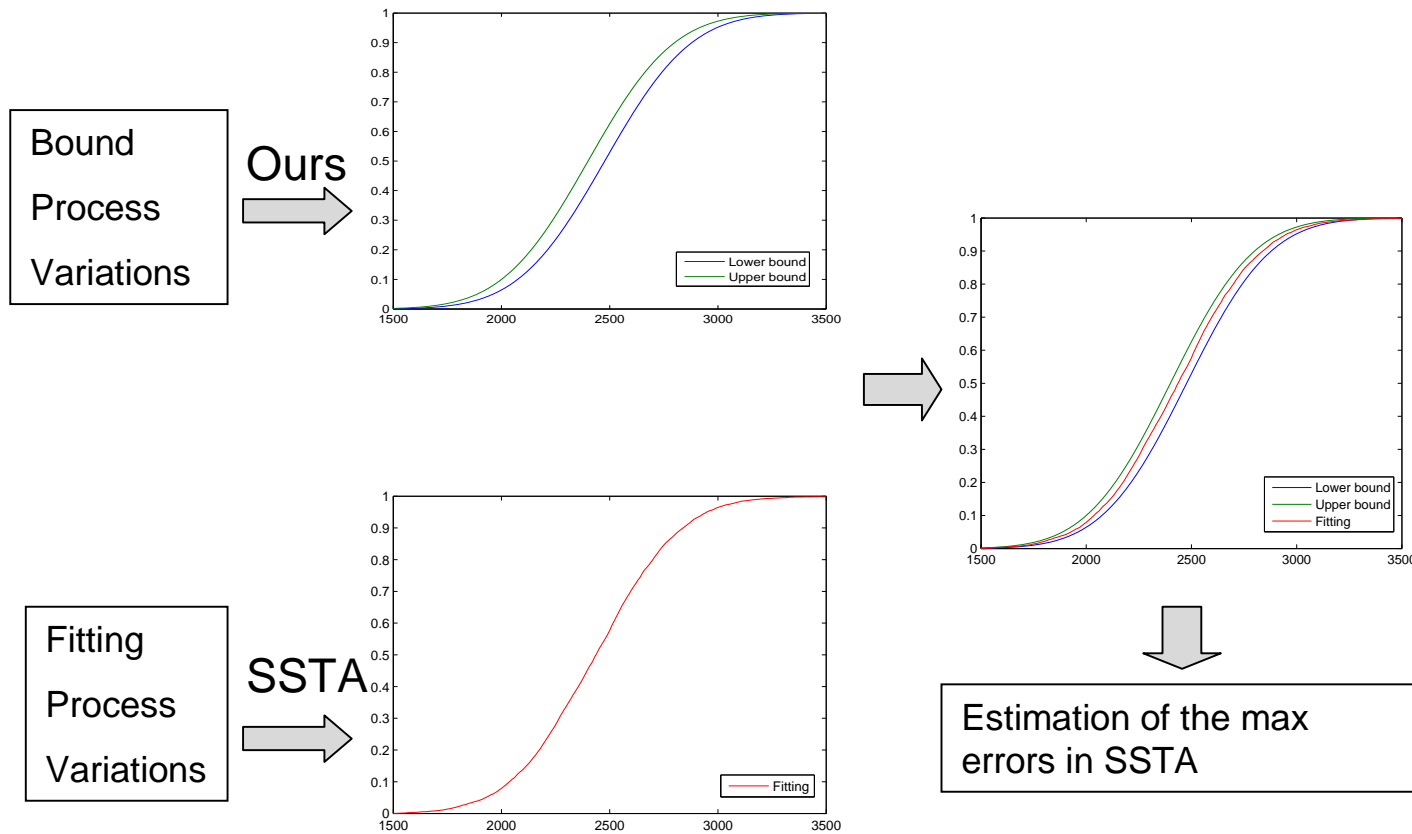 Bound
Process
Variations
Ours
1
0.9
0.8
0.7
0.6
0.5
0.4
0.3
0.2
0.1
0
1500 2000 2500 3000 3500
Lower bound
Upper bound
Fitting
Process
Variations
SSTA
1
0.9
0.8
0.7
0.6
0.5
0.4
0.3
0.2
0.1
0
1500 2000 2500 3000 3500
Fitting
1
0.9
0.8
0.7
0.6
0.5
0.4
0.3
0.2
0.1
0
1500 2000 2500 3000 3500
Lower bound
Upper bound
Fitting
Estimation of the max
errors in SSTA